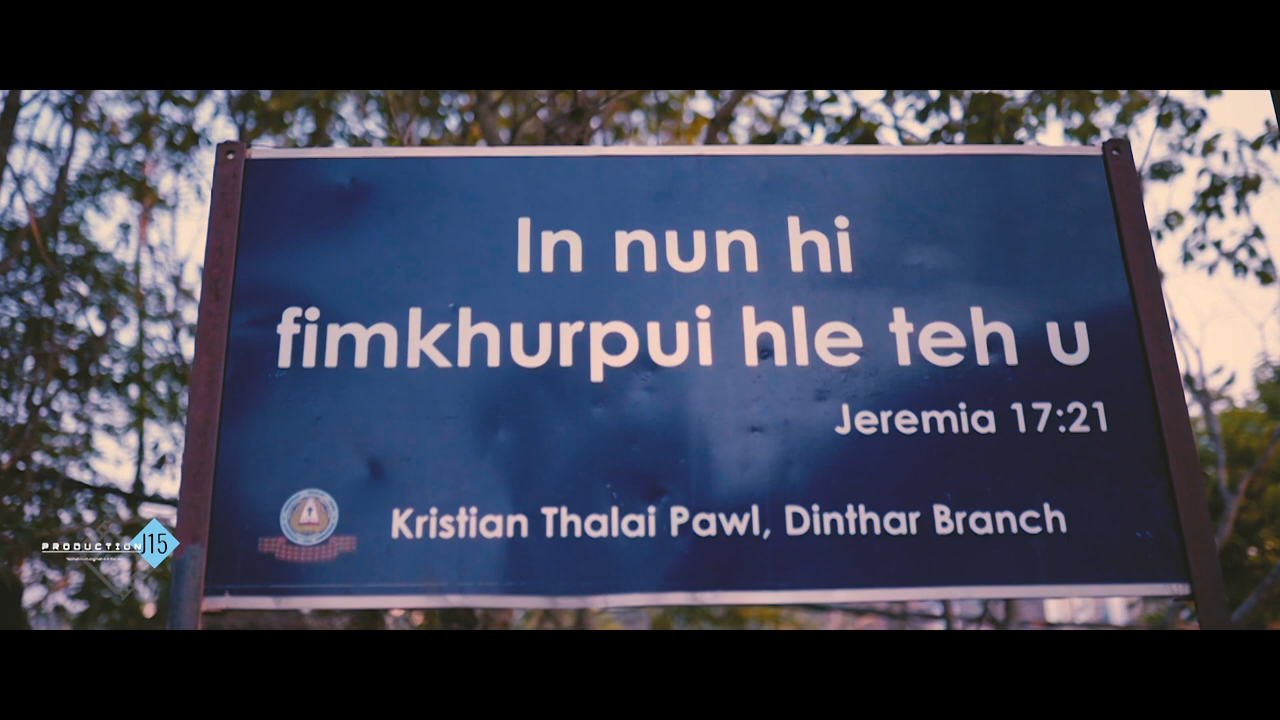 In nun hi
fimkhurpui hle teh u
Jeremia 17:21
Kristian Thalai Pawl, Dinthar Branch
PRODUCTION J15